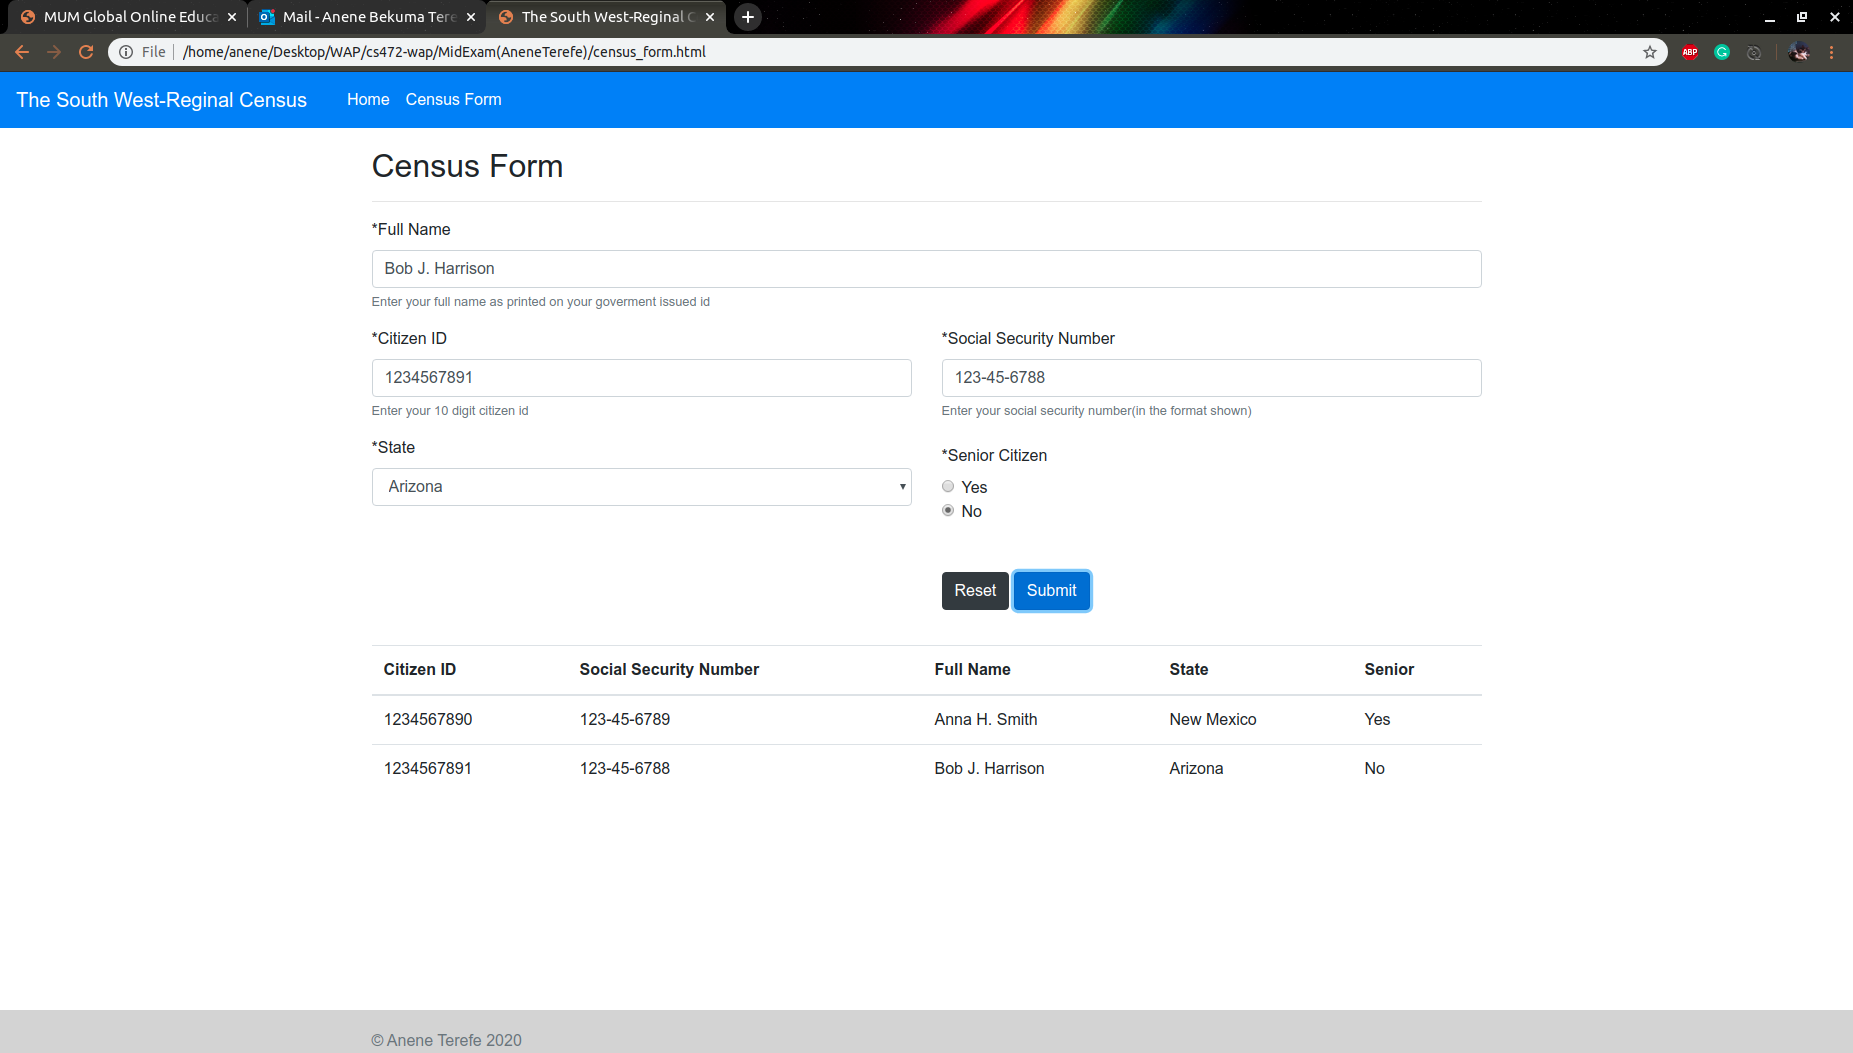 MUM Global Online Educa
Mail - Anene Bekuma Tere
The South West-Reginal C
File
/home/anene/Desktop/WAP/cs472-wap/MidExam(AneneTerefe)/census_form.html
ABP
The South West-Reginal Census Home Census Form
Census Form
*Full Name
Bob J. Harrison
Enter your full name as printed on your goverment issued id
*Citizen ID *Social Security Number
1234567891 123-45-6788
Enter your 10 digit citizen id Enter your social security number(in the format shown)
*State *Senior Citizen
Arizona Yes
No
Reset Submit
Citizen ID Social Security Number Full Name State Senior
1234567890 123-45-6789 Anna H. Smith New Mexico Yes
1234567891 123-45-6788 Bob J. Harrison Arizona No
© Anene Terefe 2020